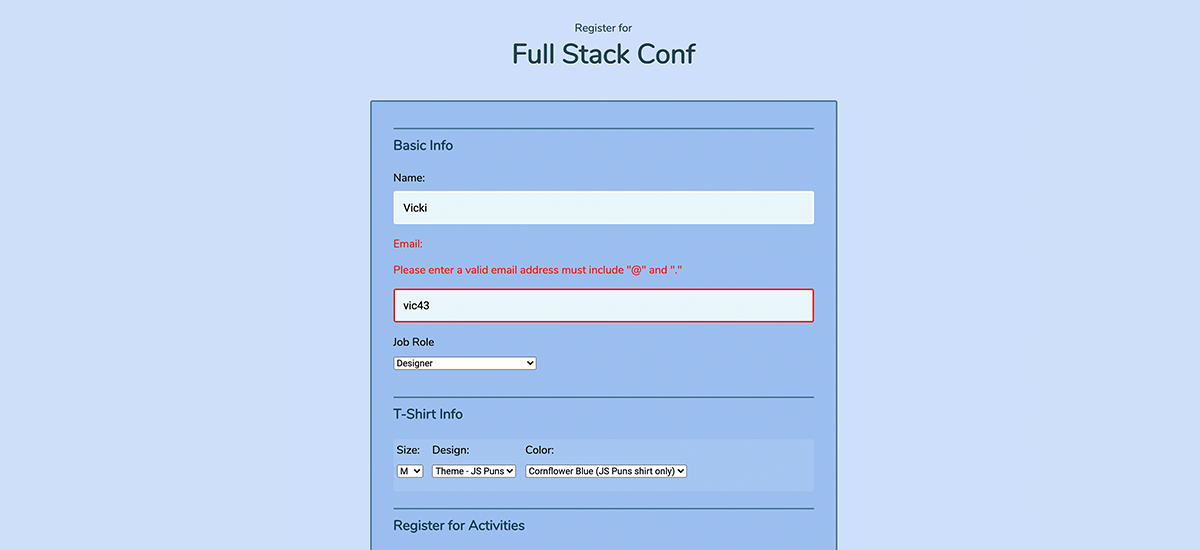 Register for
Full Stack Conf
Basic Info
Name:
Vicki
Email:
Please enter a valid email address must include "@" and "."
vic43
Job Role
Designer
T-Shirt Info
Size: Design: Color:
M Theme - JS Puns Cornflower Blue (JS Puns shirt only)
Register for Activities